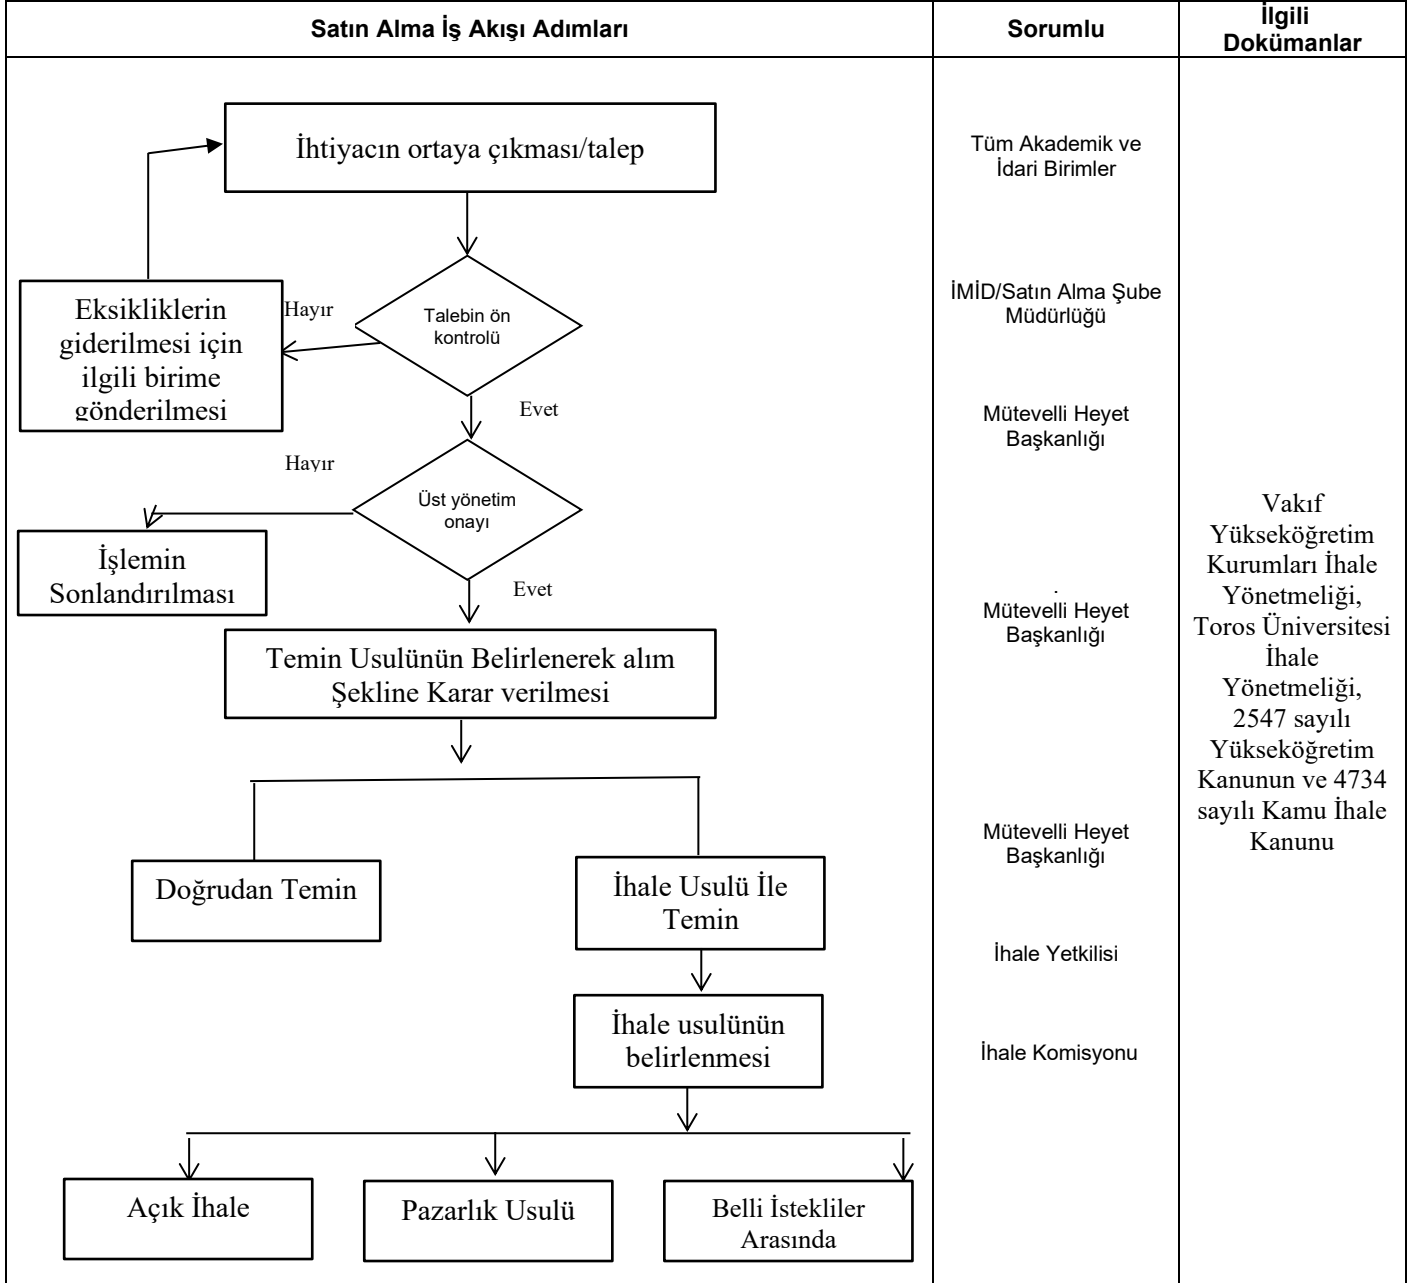 Satın Alma İş Akışı Adımları
Sorumlu
İlgili
Dokümanlar
İhtiyacın ortaya çıkması/talep
Tüm Akademik ve
İdari Birimler
Eksikliklerin
giderilmesi için
ilgili birime
gönderilmesi
Hayır
Talebin ön
kontrolü
İMİD/Satın Alma Şube
Müdürlüğü
Evet
Mütevelli Heyet
Başkanlığı
Hayır
Üst yönetim
onayı
İşlemin
Sonlandırılması
Evet
.
Mütevelli Heyet
Başkanlığı
Temin Usulünün Belirlenerek alım
Şekline Karar verilmesi
Vakıf
Yükseköğretim
Kurumları İhale
Yönetmeliği,
Toros Üniversitesi
İhale
Yönetmeliği,
2547 sayılı
Yükseköğretim
Kanunun ve 4734
sayılı Kamu İhale
Kanunu
Mütevelli Heyet
Başkanlığı
Doğrudan Temin
İhale Usulü İle
Temin
İhale Yetkilisi
İhale usulünün
belirlenmesi
İhale Komisyonu
Açık İhale
Pazarlık Usulü
Belli İstekliler
Arasında